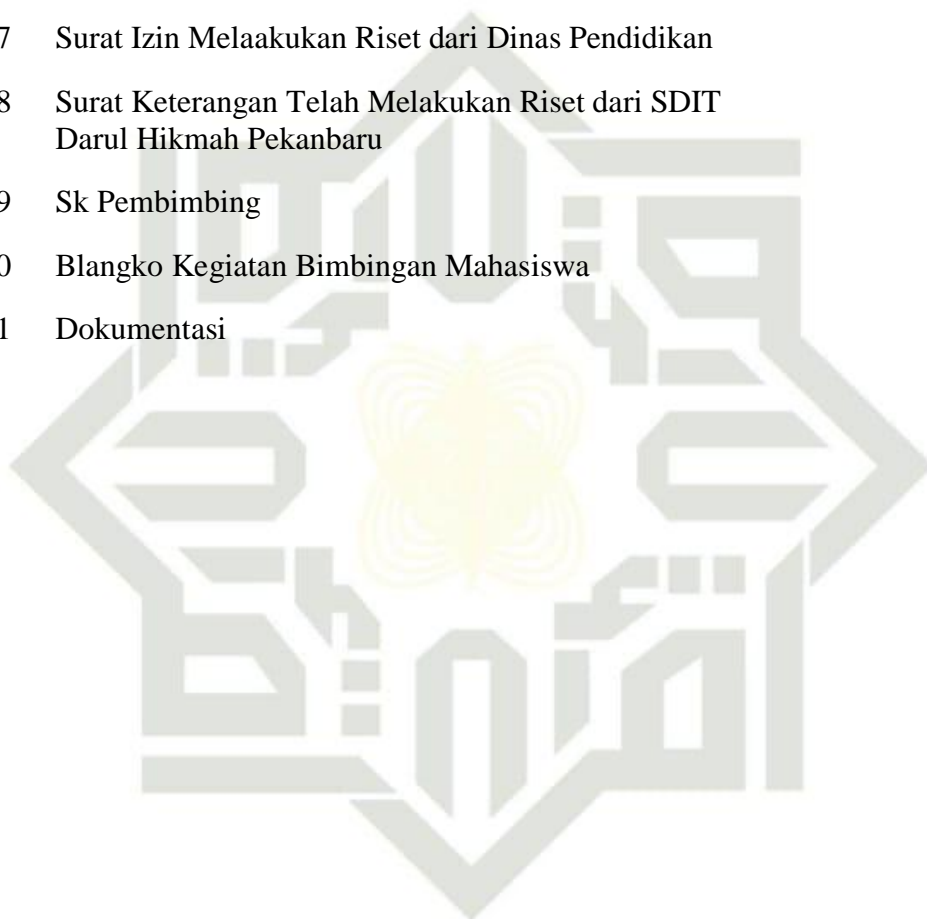 7 Surat Izin Melaakukan Riset dari Dinas Pendidikan
8 Surat Keterangan Telah Melakukan Riset dari SDIT
Darul Hikmah Pekanbaru
9 Sk Pembimbing
0 Blangko Kegiatan Bimbingan Mahasiswa
1 Dokumentasi